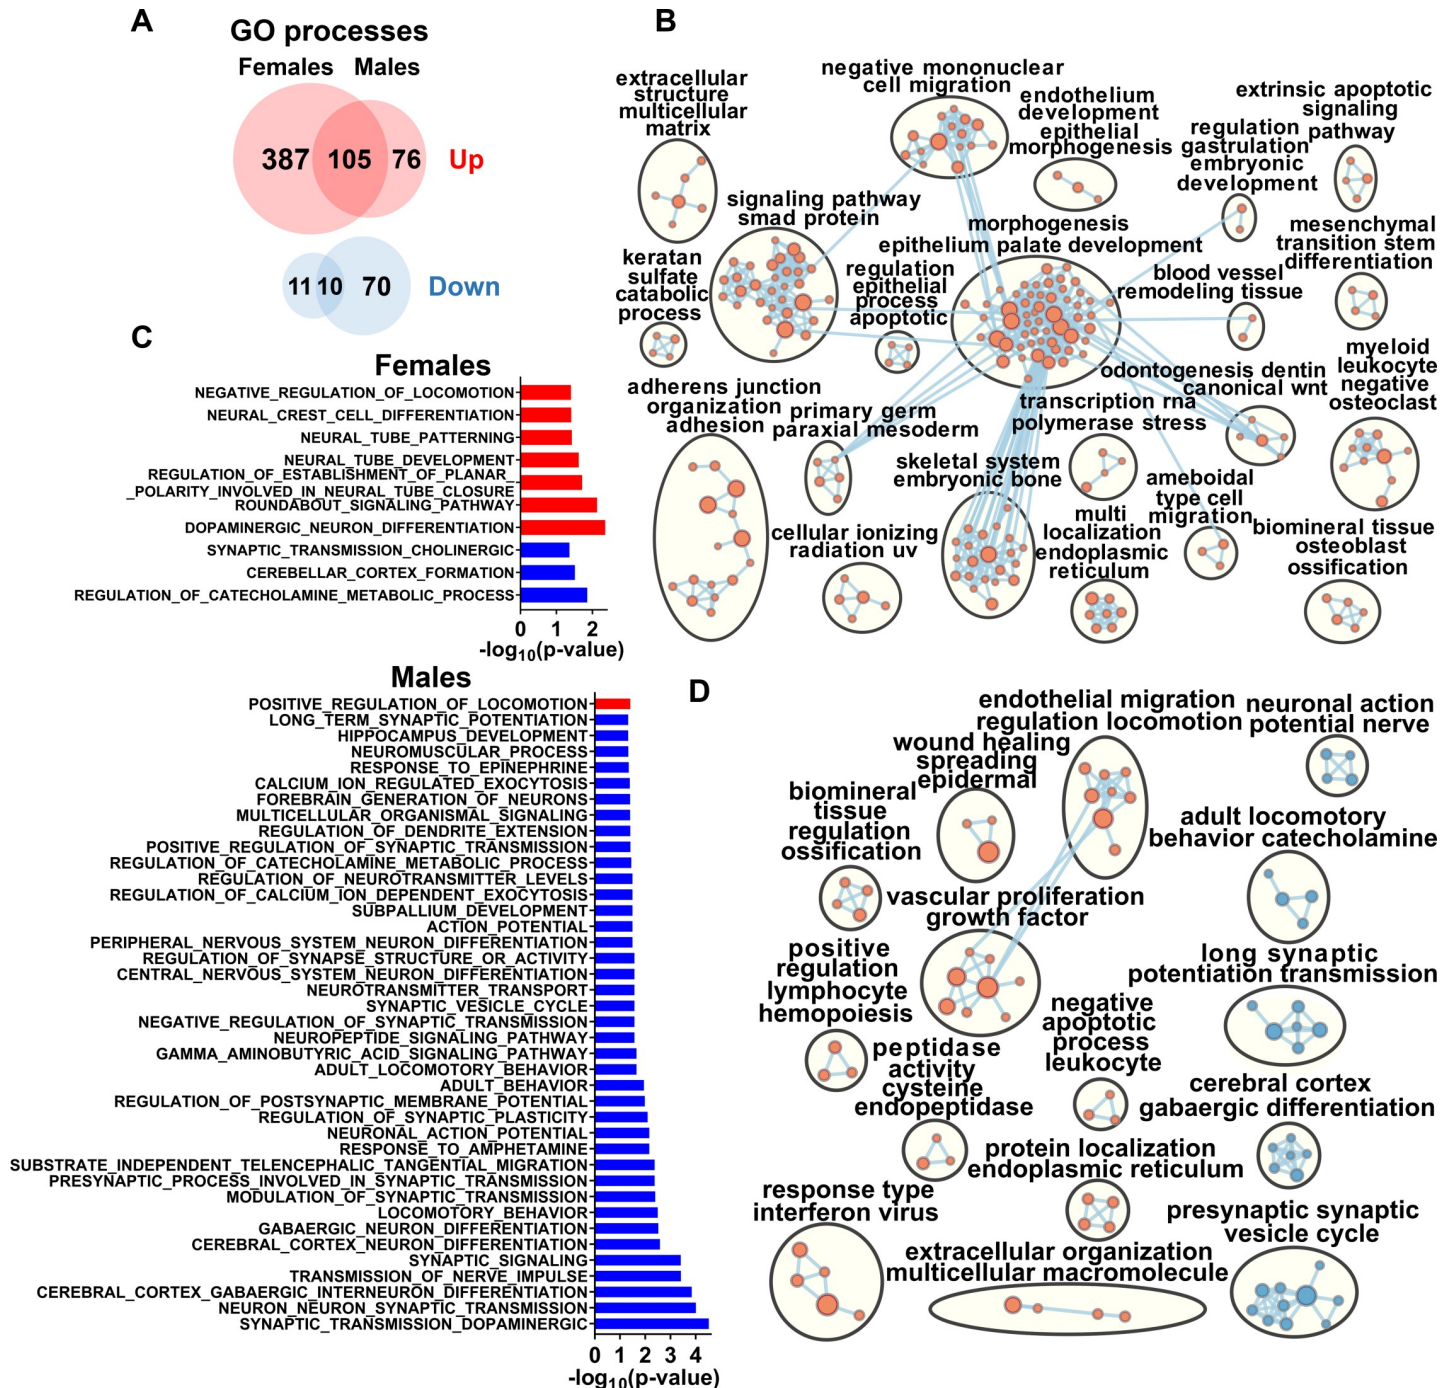 A
GO processes
Females Males
387 105 76 Up
11 10 70 Down
B
extracellular
structure
multicellular
matrix
negative mononuclear
cell migration
endothelium
development
epithelial
morphogenesis
regulation
gastrulation
embryonic
development
extrinsic apoptotic
signaling
pathway
signaling pathway
smad protein
morphogenesis
epithelium palate development
mesenchymal
transition stem
differentiation
keratan
sulfate
catabolic
process
regulation
epithelial
process
apoptotic
blood vessel
remodeling tissue
myeloid
leukocyte
negative
osteoclast
adherens junction
organization
adhesion
primary germ
paraxial mesoderm
odontogenesis dentin
canonical wnt
transcription rna
polymerase stress
skeletal system
embryonic bone
ameboidal
type cell
migration
cellular ionizing
radiation uv
multi
localization
endoplasmic
reticulum
biomineral tissue
osteoblast
ossification
C
Females
NEGATIVE_REGULATION_OF_LOCOMOTION
NEURAL_CREST_CELL_DIFFERENTIATION
NEURAL_TUBE_PATTERNING
NEURAL_TUBE_DEVELOPMENT
REGULATION_OF_ESTABLISHMENT_OF_PLANAR_
_POLARITY_INVOLVED_IN_NEURAL_TUBE_CLOSURE
ROUNDABOUT_SIGNALING_PATHWAY
DOPAMINERGIC_NEURON_DIFFERENTIATION
SYNAPTIC_TRANSMISSION_CHOLINERGIC
CEREBELLAR_CORTEX_FORMATION
REGULATION_OF_CATECHOLAMINE_METABOLIC_PROCESS
0 1 2
-log10(p-value)
Males
POSITIVE_REGULATION_OF_LOCOMOTION
LONG_TERM_SYNAPTIC_POTENTIATION
HIPPOCAMPUS_DEVELOPMENT
NEUROMUSCULAR_PROCESS
RESPONSE_TO_EPINEPHRINE
CALCIUM_ION_REGULATED_EXOCYTOSIS
FOREBRAIN_GENERATION_OF_NEURONS
MULTICELLULAR_ORGANISMAL_SIGNALING
REGULATION_OF_DENDRITE_EXTENSION
POSITIVE_REGULATION_OF_SYNAPTIC_TRANSMISSION
REGULATION_OF_CATECHOLAMINE_METABOLIC_PROCESS
REGULATION_OF_NEUROTRANSMITTER_LEVELS
REGULATION_OF_CALCIUM_ION_DEPENDENT_EXOCYTOSIS
SUBPALLIUM_DEVELOPMENT
ACTION_POTENTIAL
PERIPHERAL_NERVOUS_SYSTEM_NEURON_DIFFERENTIATION
REGULATION_OF_SYNAPSE_STRUCTURE_OR_ACTIVITY
CENTRAL_NERVOUS_SYSTEM_NEURON_DIFFERENTIATION
NEUROTRANSMITTER_TRANSPORT
SYNAPTIC_VESICLE_CYCLE
NEGATIVE_REGULATION_OF_SYNAPTIC_TRANSMISSION
NEUROPEPTIDE_SIGNALING_PATHWAY
GAMMA_AMINOBUTYRIC_ACID_SIGNALING_PATHWAY
ADULT_LOCOMOTORY_BEHAVIOR
ADULT_BEHAVIOR
REGULATION_OF_POSTSYNAPTIC_MEMBRANE_POTENTIAL
REGULATION_OF_SYNAPTIC_PLASTICITY
NEURONAL_ACTION_POTENTIAL
RESPONSE_TO_AMPHETAMINE
SUBSTRATE_INDEPENDENT_TELENCEPHALIC_TANGENTIAL_MIGRATION
PRESYNAPTIC_PROCESS_INVOLVED_IN_SYNAPTIC_TRANSMISSION
MODULATION_OF_SYNAPTIC_TRANSMISSION
LOCOMOTORY_BEHAVIOR
GABAERGIC_NEURON_DIFFERENTIATION
CEREBRAL_CORTEX_NEURON_DIFFERENTIATION
SYNAPTIC_SIGNALING
TRANSMISSION_OF_NERVE_IMPULSE
CEREBRAL_CORTEX_GABAERGIC_INTERNEURON_DIFFERENTIATION
NEURON_NEURON_SYNAPTIC_TRANSMISSION
SYNAPTIC_TRANSMISSION_DOPAMINERGIC
0 1 2 3 4
-log10(p-value)
D
endothelial migration
regulation locomotion
neuronal action
potential nerve
wound healing
spreading
epidermal
biomineral
tissue
regulation
ossification
adult locomotory
behavior catecholamine
vascular proliferation
growth factor
positive
regulation
lymphocyte
hemopoiesis
long synaptic
potentiation transmission
negative
apoptotic
process
leukocyte
peptidase
activity
cysteine
endopeptidase
cerebral cortex
gabaergic differentiation
protein localization
endoplasmic reticulum
response type
interferon virus
presynaptic synaptic
vesicle cycle
extracellular organization
multicellular macromolecule